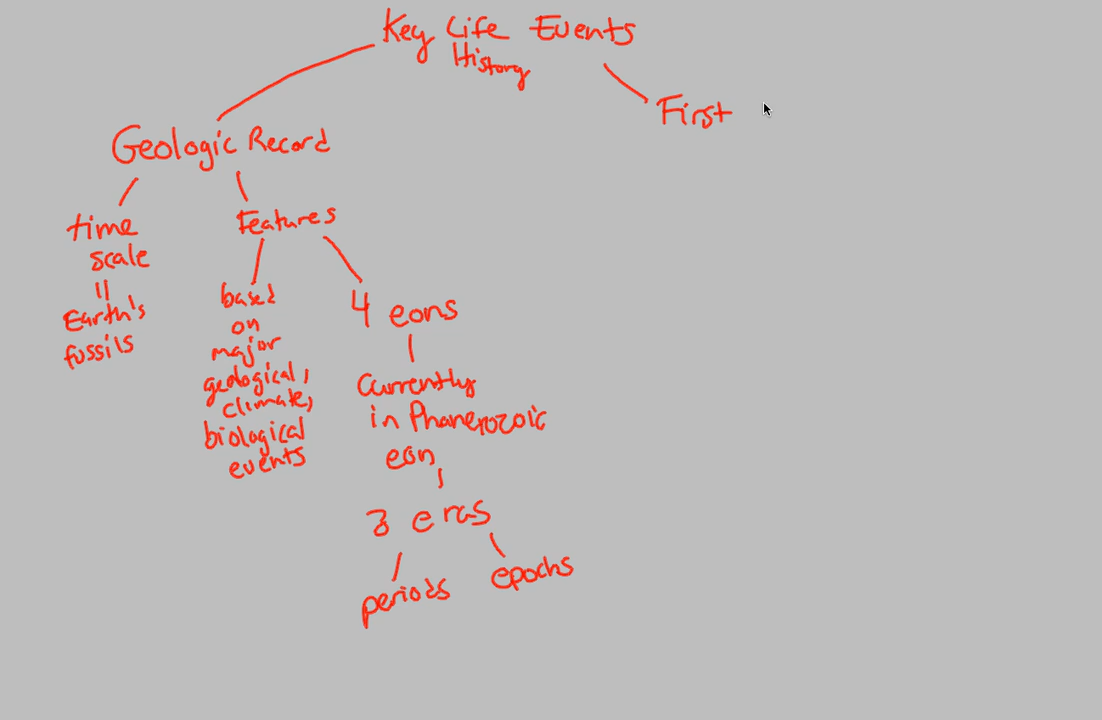 Key Life Events
History
First
Geologic Record
time
scale
Earth's
fossils
Features
based
on
major
geological,
climate,
biological
events
4 eons
Currently
in Phanerozoic
eon
3 eras
periods
epochs